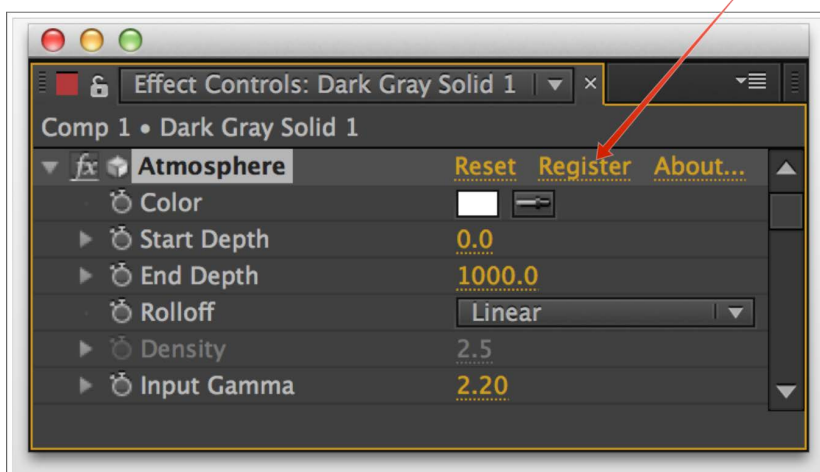 Effect Controls: Dark Gray Solid 1
Comp 1 • Dark Gray Solid 1
fx Atmosphere Reset Register About...
Color
Start Depth 0.0
End Depth 1000.0
Rolloff Linear
Density 2.5
Input Gamma 2.20